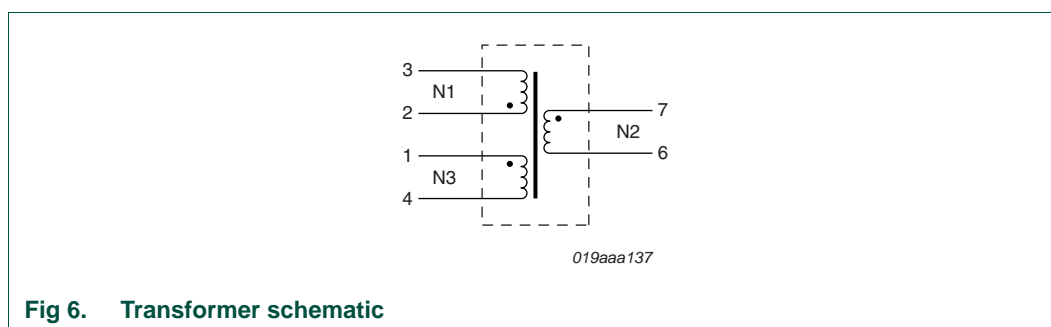 3
N1
2
7
N2
6
1
N3
4
019aaa137
Fig 6. Transformer schematic